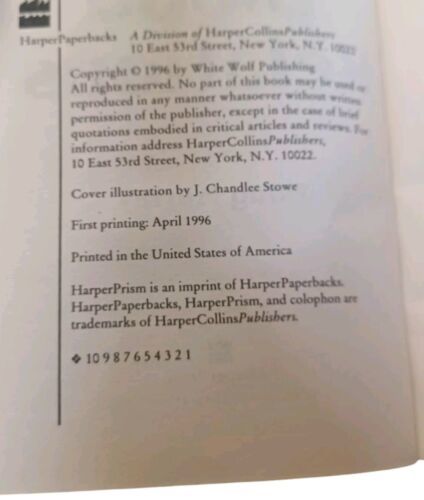 HarperPaperbacks A Division of HarperCollinsPublishers
10 East 53rd Street, New York, N.Y. 10022
Copyright © 1996 by White Wolf Publishing
All rights reserved. No part of this book may be used or
reproduced in any manner whatsoever without written
permission of the publisher, except in the case of brief
quotations embodied in critical articles and reviews. For
information address HarperCollinsPublishers,
10 East 53rd Street, New York, N.Y. 10022.
Cover illustration by J. Chandlee Stowe
First printing: April 1996
Printed in the United States of America
HarperPrism is an imprint of HarperPaperbacks.
HarperPaperbacks, HarperPrism, and colophon are
trademarks of HarperCollinsPublishers.
❖ 10 9 8 7 6 5 4 3 2 1